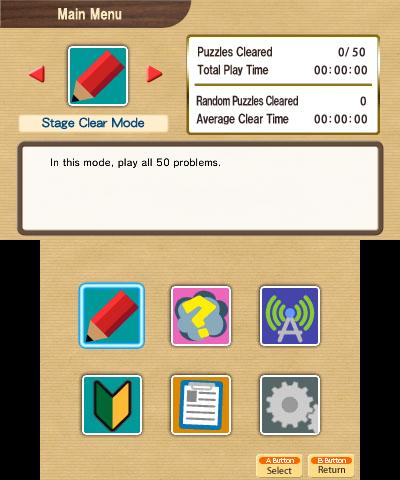 Main Menu
Puzzles Cleared 0/ 50
Total Play Time 00:00:00
Random Puzzles Cleared 0
Average Clear Time 00:00:00
Stage Clear Mode
In this mode, play all 50 problems.
?
A Button
Select
B Button
Return